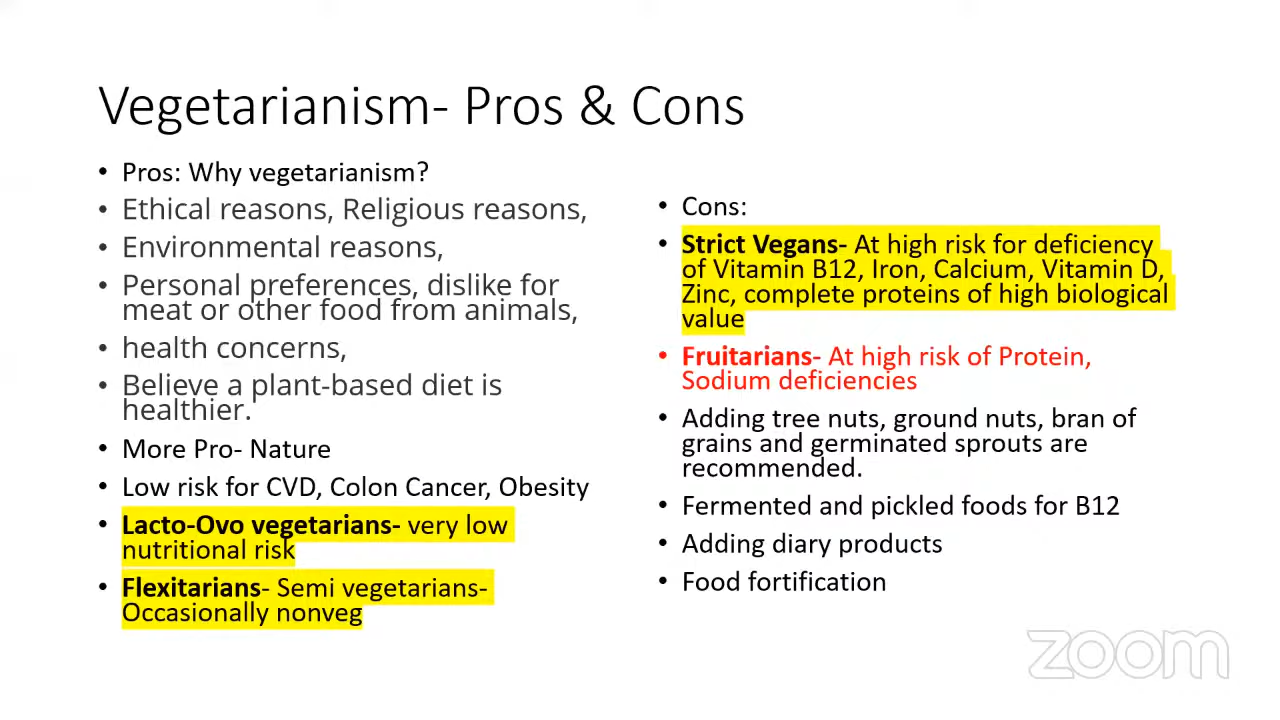 Vegetarianism- Pros & Cons
• Pros: Why vegetarianism?
• Ethical reasons, Religious reasons,
• Environmental reasons,
• Personal preferences, dislike for
meat or other food from animals,
• health concerns,
• Believe a plant-based diet is
healthier.
• More Pro- Nature
• Low risk for CVD, Colon Cancer, Obesity
• Lacto-Ovo vegetarians- very low
nutritional risk
• Flexitarians- Semi vegetarians-
Occasionally nonveg
• Cons:
• Strict Vegans- At high risk for deficiency
of Vitamin B12, Iron, Calcium, Vitamin D,
Zinc, complete proteins of high biological
value
• Fruitarians- At high risk of Protein,
Sodium deficiencies
• Adding tree nuts, ground nuts, bran of
grains and germinated sprouts are
recommended.
• Fermented and pickled foods for B12
• Adding diary products
• Food fortification
zoom